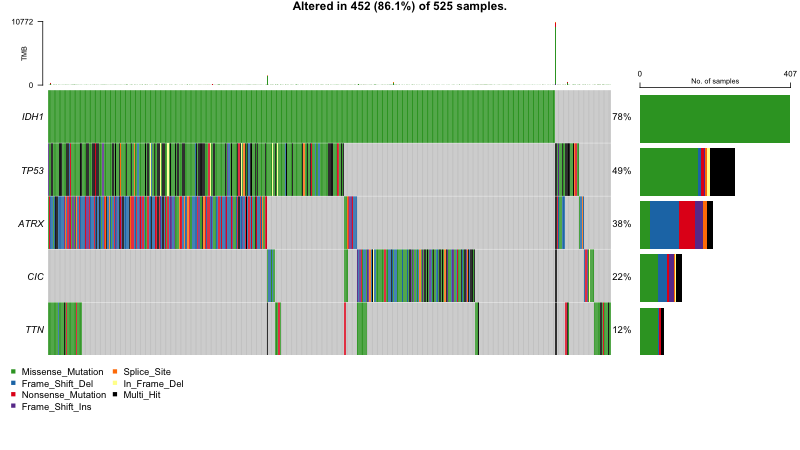 Altered in 452 (86.1%) of 525 samples.
10772
TMB
0
0 407
No. of samples
IDH1 78%
TP53 49%
ATRX 38%
CIC 22%
TTN 12%
Missense_Mutation Splice_Site
Frame_Shift_Del In_Frame_Del
Nonsense_Mutation Multi_Hit
Frame_Shift_Ins